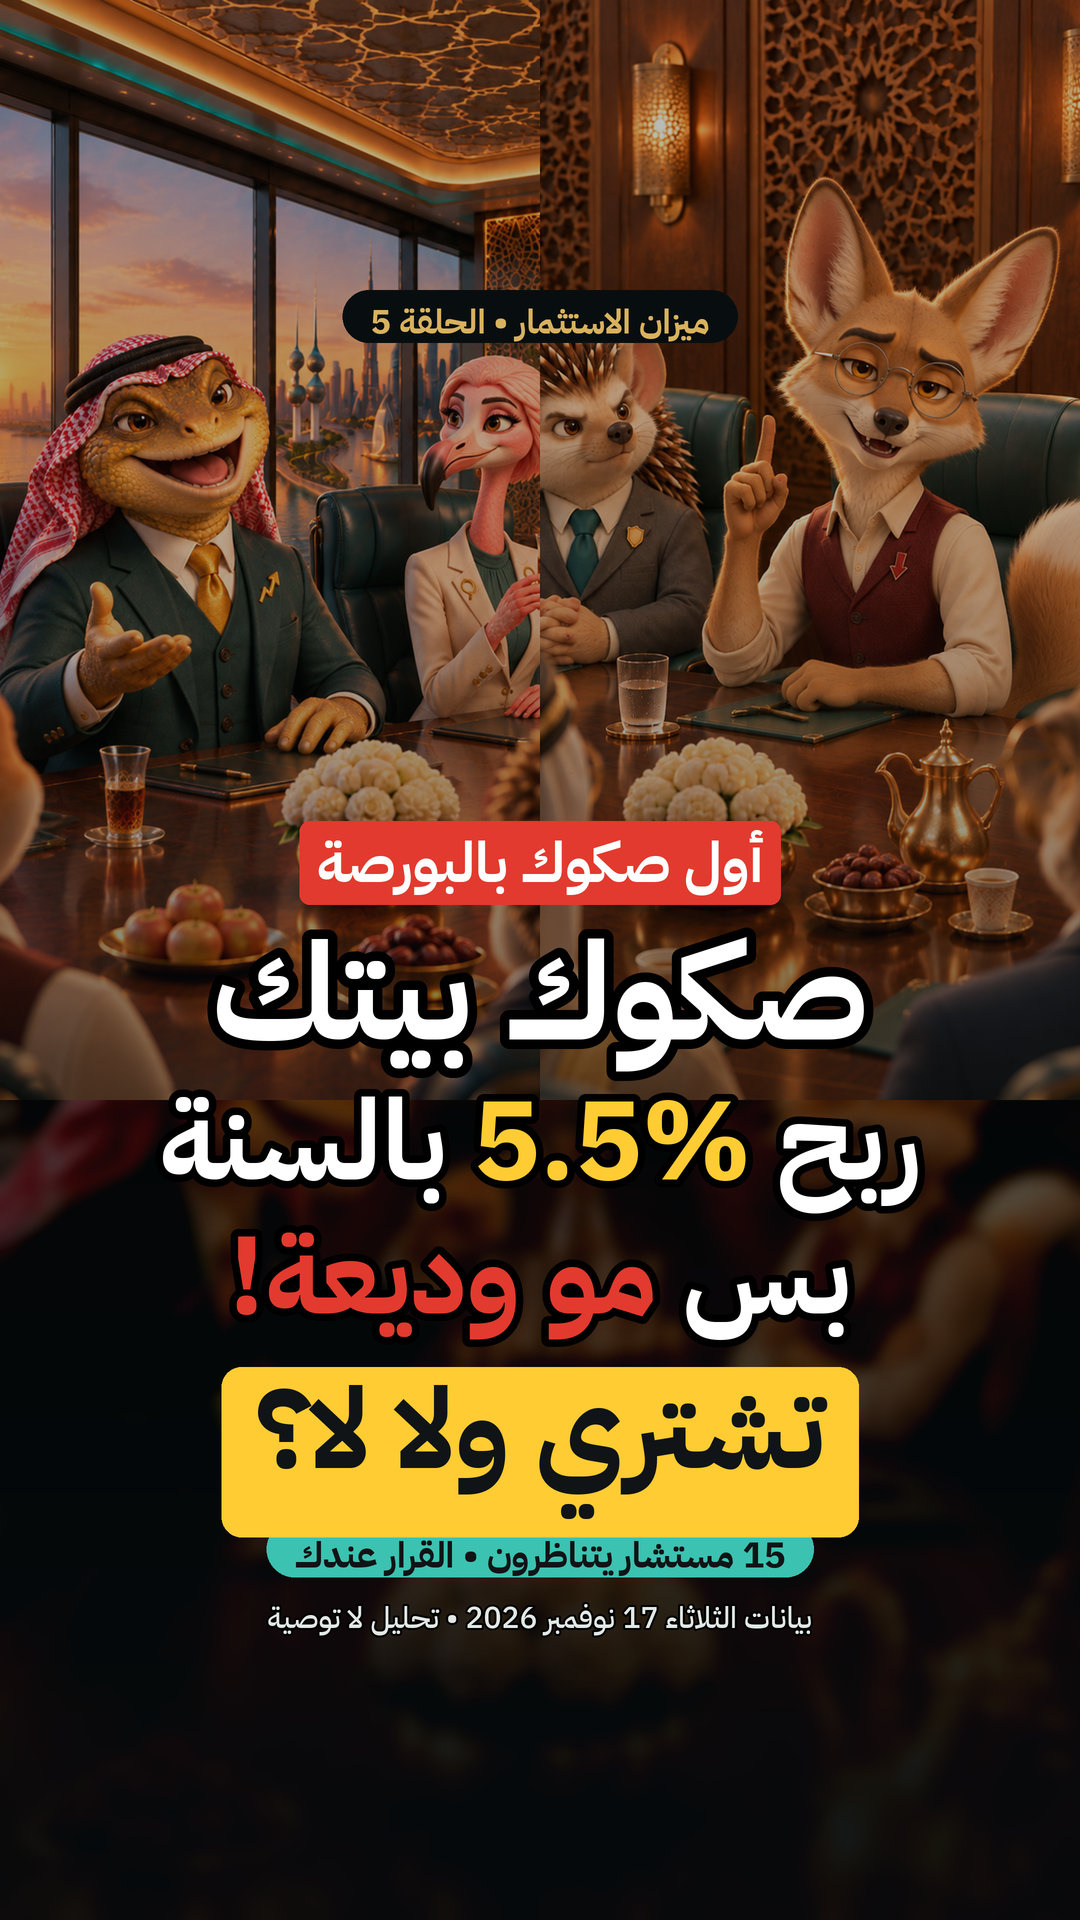 ميزان الاستثمار • الحلقة 5
أول صكوك بالبورصة
صكوك بيتك
ربح 5.5% بالسنة
بس مو وديعة!
تشتري ولا لا؟
15 مستشار يتناظرون • القرار عندك
بيانات الثلاثاء 17 نوفمبر 2026 • تحليل لا توصية